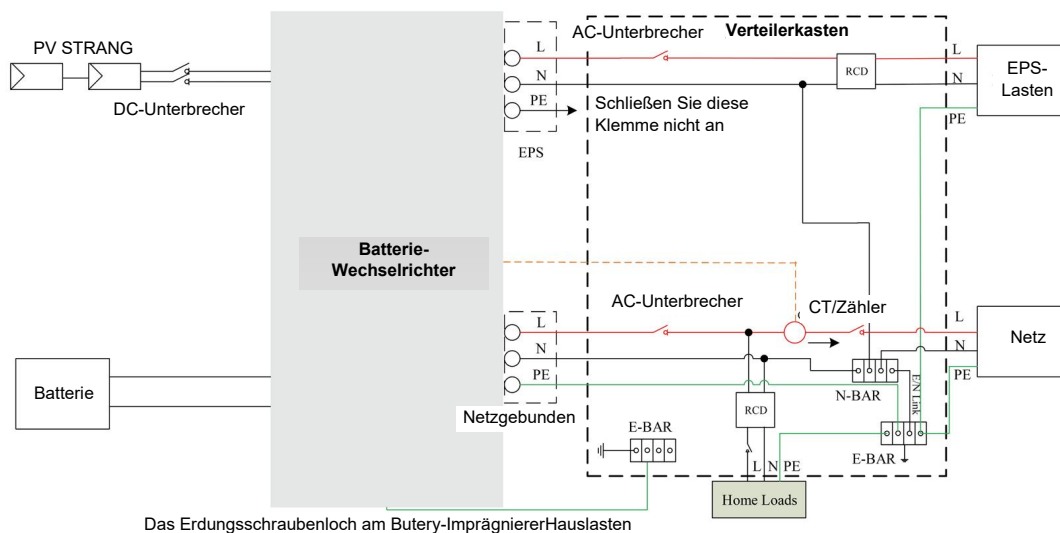 PV STRANG
DC-Unterbrecher
L
N
PE
EPS
AC-Unterbrecher
Verteilerkasten
RCD
Schließen Sie diese
Klemme nicht an
L
N
PE
EPS-
Lasten
Batterie-
Wechselrichter
Batterie
L
N
PE
Netzgebunden
AC-Unterbrecher
CT/Zähler
L
N
PE
Netz
N-BAR
E/N Link
RCD
E-BAR
E-BAR
L N PE
Home Loads
Das Erdungsschraubenloch am Butery-ImprägniererHauslasten